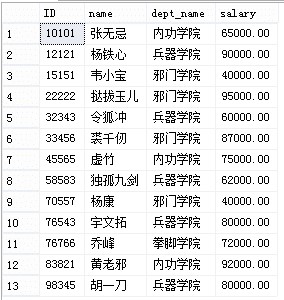 ID name dept_name salary
1 10101 张无忌 内功学院 65000.00
2 12121 杨铁心 兵器学院 90000.00
3 15151 韦小宝 邪门学院 40000.00
4 22222 挞拔玉儿 邪门学院 95000.00
5 32343 令狐冲 兵器学院 60000.00
6 33456 裘千仞 邪门学院 87000.00
7 45565 虚竹 内功学院 75000.00
8 58583 独孤九剑 兵器学院 62000.00
9 70557 杨康 邪门学院 40000.00
10 76543 宇文拓 兵器学院 80000.00
11 76766 乔峰 拳脚学院 72000.00
12 83821 黄老邪 内功学院 92000.00
13 98345 胡一刀 兵器学院 80000.00